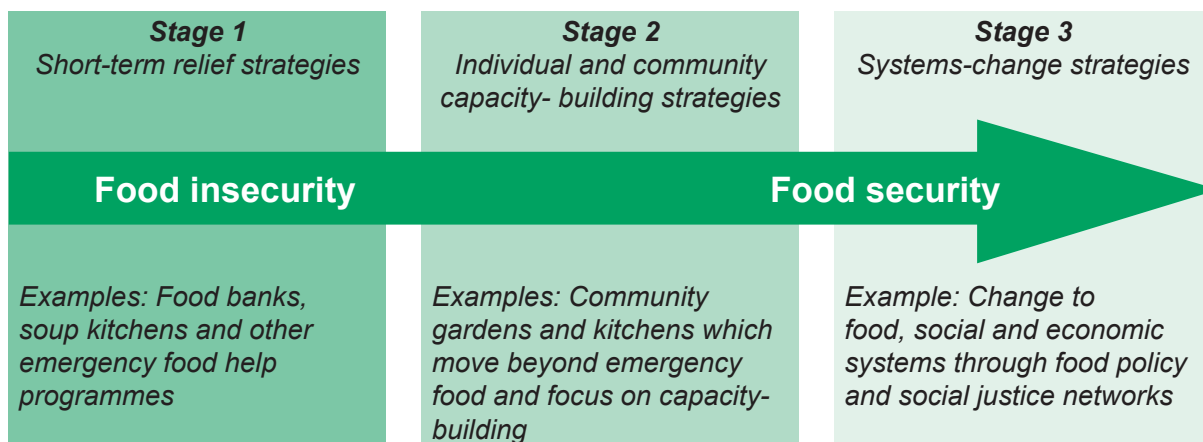 Stage 1
Short-term relief strategies
Stage 2
Individual and community
capacity- building strategies
Stage 3
Systems-change strategies
Food insecurity
Food security
Examples: Food banks,
soup kitchens and other
emergency food help
programmes
Examples: Community
gardens and kitchens which
move beyond emergency
food and focus on capacity-
building
Example: Change to
food, social and economic
systems through food policy
and social justice networks